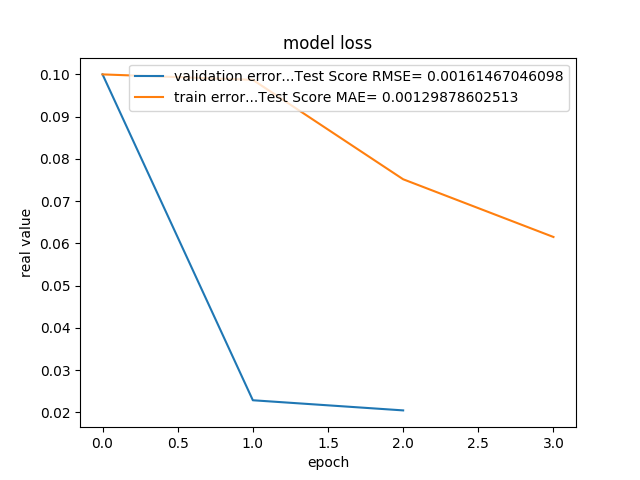 model loss
validation error...Test Score RMSE= 0.00161467046098
train error...Test Score MAE= 0.00129878602513
0.10
0.09
0.08
0.07
0.06
0.05
0.04
0.03
0.02
real value
0.0 0.5 1.0 1.5 2.0 2.5 3.0
epoch